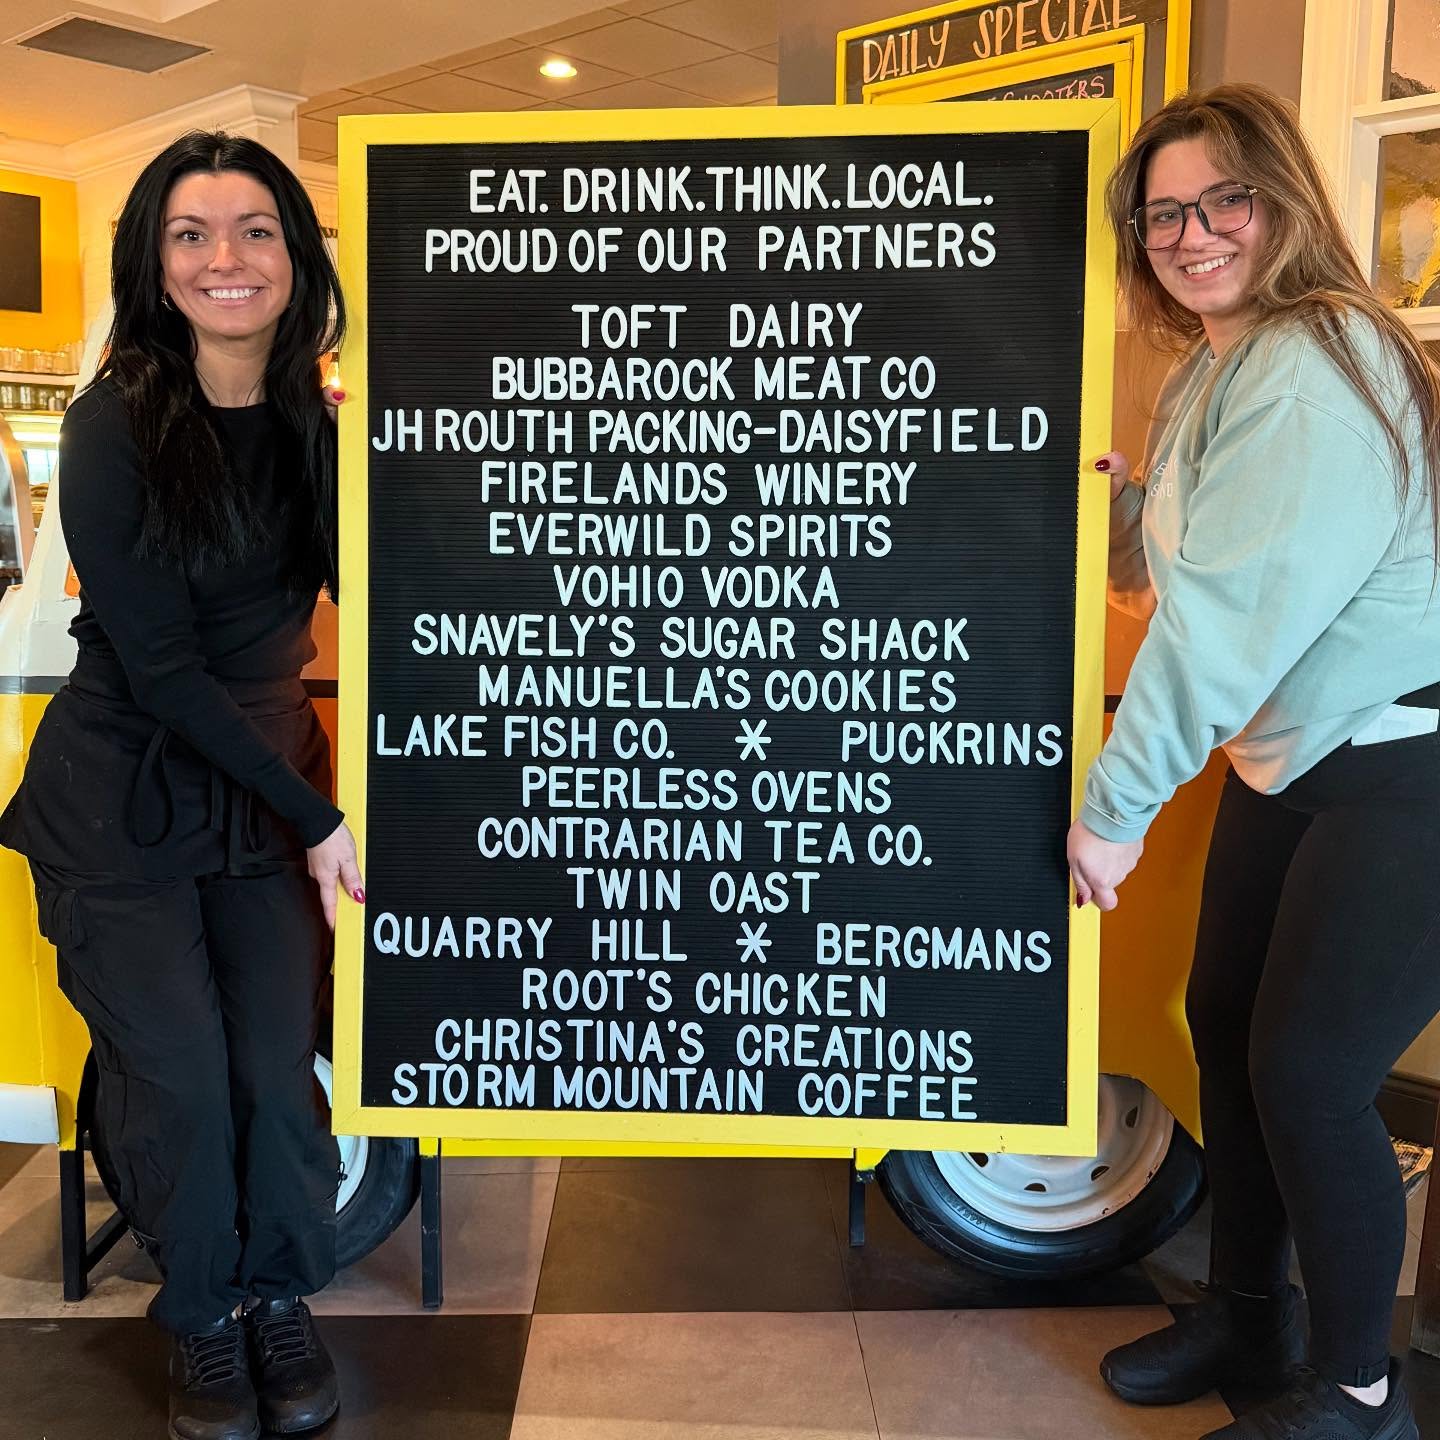 DAILY SPECIAL
SHOOTERS
EAT. DRINK. THINK. LOCAL.
PROUD OF OUR PARTNERS
TOFT DAIRY
BUBBAROCK MEAT CO
JH ROUTH PACKING-DAISYFIELD
FIRELANDS WINERY
EVERWILD SPIRITS
VOHIO VODKA
SNAVELY'S SUGAR SHACK
MANUELLA'S COOKIES
LAKE FISH CO. * PUCKRINS
PEERLESS OVENS
CONTRARIAN TEA CO.
TWIN OAST
QUARRY HILL * BERGMANS
ROOT'S CHICKEN
CHRISTINA'S CREATIONS
STORM MOUNTAIN COFFEE